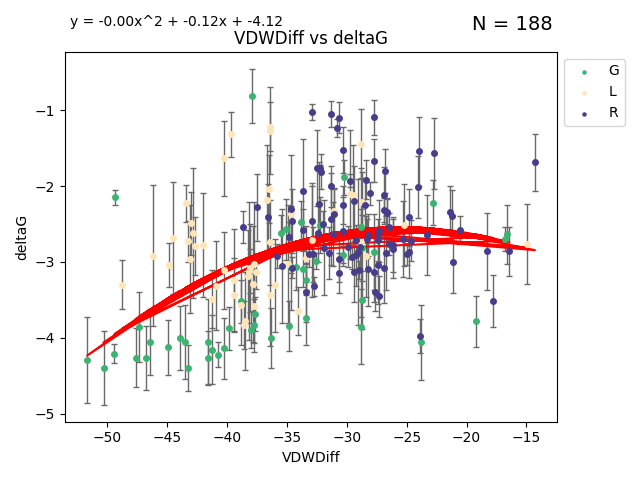 y = -0.00x^2 + -0.12x + -4.12
N = 188
VDWDiff vs deltaG
G
L
R
deltaG
−1
−2
−3
−4
−5
−50 −45 −40 −35 −30 −25 −20 −15
VDWDiff